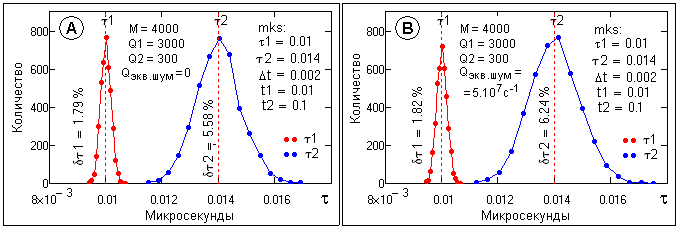 A
τ1
τ2
M = 4000
Q1 = 3000
Q2 = 300
Qэкв.шум = 0
mks:
τ1 = 0.01
τ2 = 0.014
Δt = 0.002
t1 = 0.01
t2 = 0.1
δτ1 = 1.79 %
δτ2 = 5.58 %
τ1
τ2
Количество
800
600
400
200
0
8×10⁻³
0.01
0.012
0.014
0.016
τ
Микросекунды
B
τ1
τ2
M = 4000
Q1 = 3000
Q2 = 300
Qэкв.шум =
=5.10⁷c⁻¹
mks:
τ1 = 0.01
τ2 = 0.014
Δt = 0.002
t1 = 0.01
t2 = 0.1
δτ1 = 1.82 %
δτ2 = 6.24 %
τ1
τ2
Количество
800
600
400
200
0
8×10⁻³
0.01
0.012
0.014
0.016
τ
Микросекунды